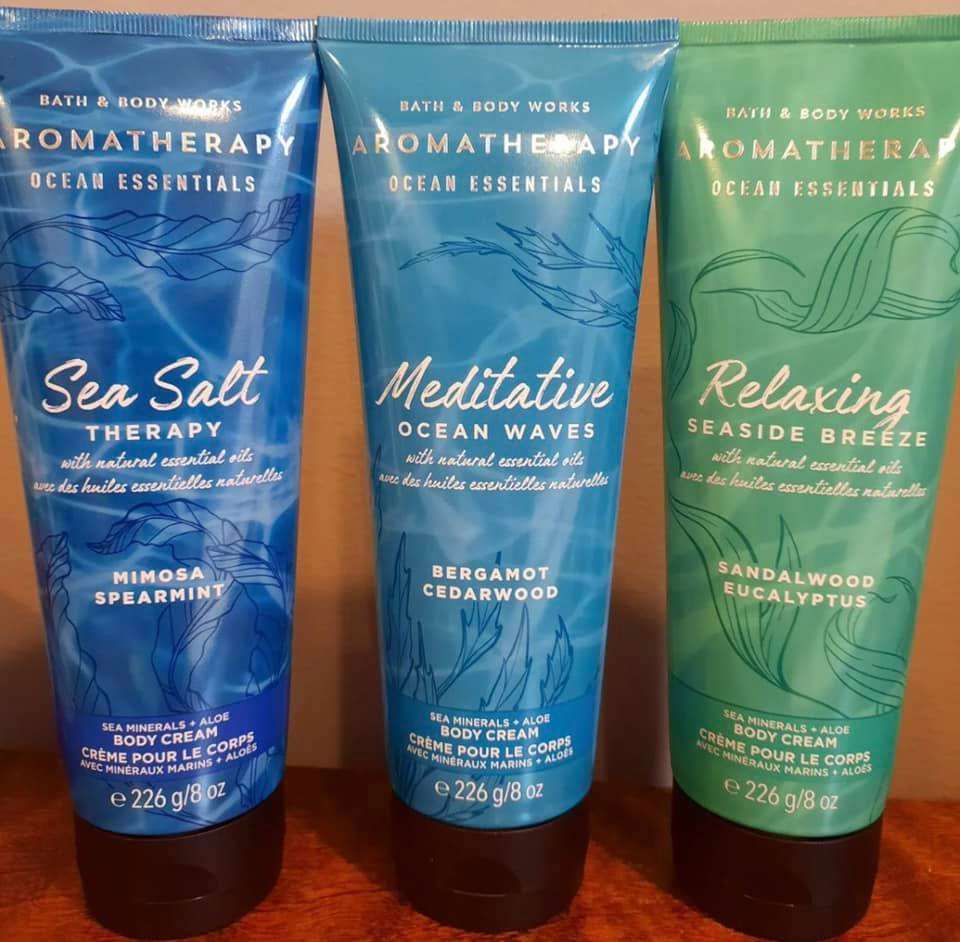 BATH & BODY WORKS
AROMATHERAPY
OCEAN ESSENTIALS
Sea Salt
THERAPY
with natural essential oils
avec des huiles essentielles naturelles
MIMOSA
SPEARMINT
SEA MINERALS + ALOE
BODY CREAM
CRÈME POUR LE CORPS
AVEC MINÉRAUX MARINS + ALOÈS
e 226 g/8 oz
BATH & BODY WORKS
AROMATHERAPY
OCEAN ESSENTIALS
Meditative
OCEAN WAVES
with natural essential oils
avec des huiles essentielles naturelles
BERGAMOT
CEDARWOOD
SEA MINERALS + ALOE
BODY CREAM
CRÈME POUR LE CORPS
AVEC MINÉRAUX MARINS + ALOÈS
e 226 g/8 oz
BATH & BODY WORKS
AROMATHERAP
OCEAN ESSENTIALS
Relaxing
SEASIDE BREEZE
with natural essential oils
avec des huiles essentielles naturelles
SANDALWOOD
EUCALYPTUS
SEA MINERALS + ALOE
BODY CREAM
CRÈME POUR LE CORPS
AVEC MINÉRAUX MARINS + ALOÈS
e 226 g/8 oz